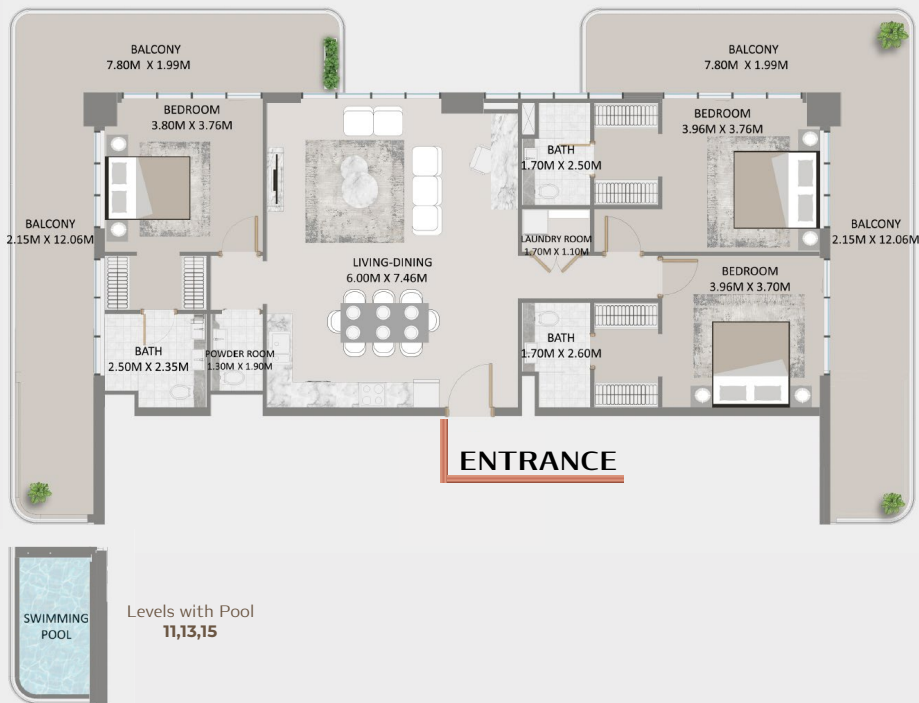 BALCONY
7.80M X 1.99M
BALCONY
7.80M X 1.99M
BEDROOM
3.80M X 3.76M
BEDROOM
3.96M X 3.76M
BATH
1.70M X 2.50M
BALCONY
2.15M X 12.06M
BALCONY
2.15M X 12.06M
LAUNDRY ROOM
1.70M X 1.10M
LIVING-DINING
6.00M X 7.46M
BEDROOM
3.96M X 3.70M
BATH
2.50M X 2.35M
POWDER ROOM
1.30M X 1.90M
BATH
1.70M X 2.60M
ENTRANCE
SWIMMING
POOL
Levels with Pool
11,13,15